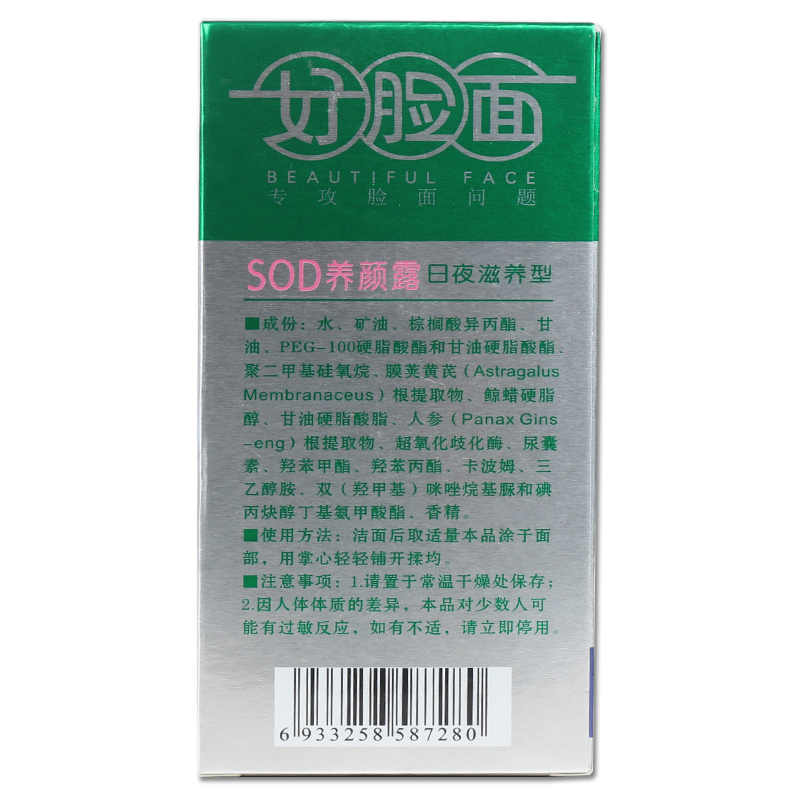 好脸面
BEAUTIFUL FACE
专攻脸面问题
SOD养颜露 日夜滋养型
■成份：水、矿油、棕榈酸异丙酯、甘
油、PEG-100硬脂酸酯和甘油硬脂酸酯、
聚二甲基硅氧烷、膜荚黄芪（Astragalus
Membranaceus）根提取物、鲸蜡硬脂
醇、甘油硬脂酸脂、人参（Panax Gins
-eng）根提取物、超氧化歧化酶、尿囊
素、羟苯甲酯、羟苯丙酯、卡波姆、三
乙醇胺、双（羟甲基）咪唑烷基脲和碘
丙炔醇丁基氨甲酸酯、香精。
■使用方法：洁面后取适量本品涂于面
部，用掌心轻轻铺开揉均。
■注意事项：1.请置于常温干燥处保存；
2.因人体体质的差异，本品对少数人可
能有过敏反应，如有不适，请立即停用。
6 933258 587280